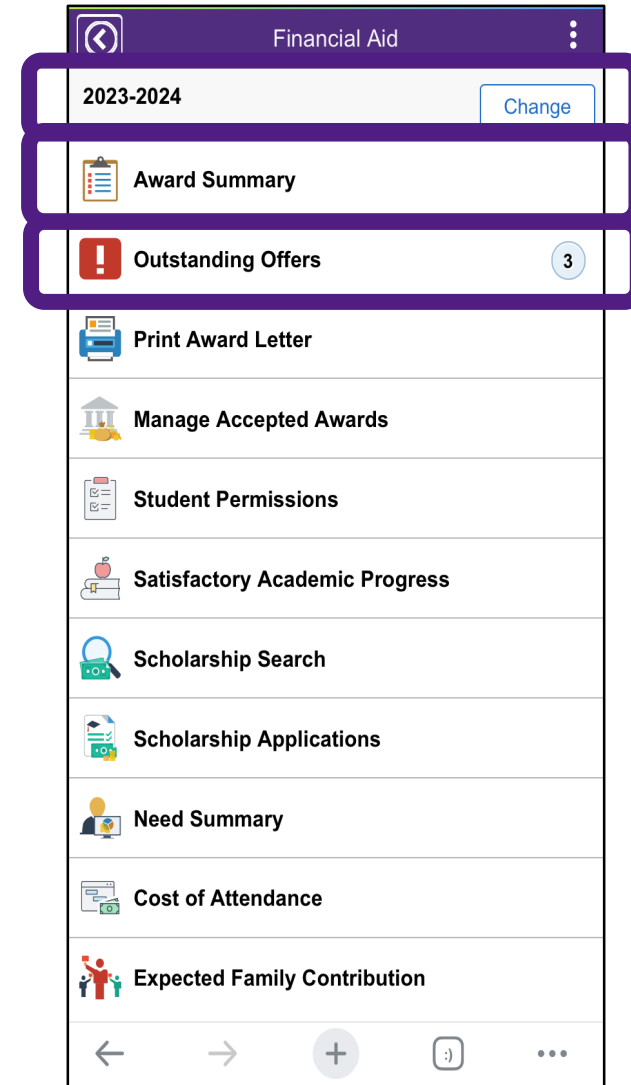 Financial Aid
2023-2024
Change
Award Summary
Outstanding Offers
3
Print Award Letter
Manage Accepted Awards
Student Permissions
Satisfactory Academic Progress
Scholarship Search
Scholarship Applications
Need Summary
Cost of Attendance
Expected Family Contribution
:)